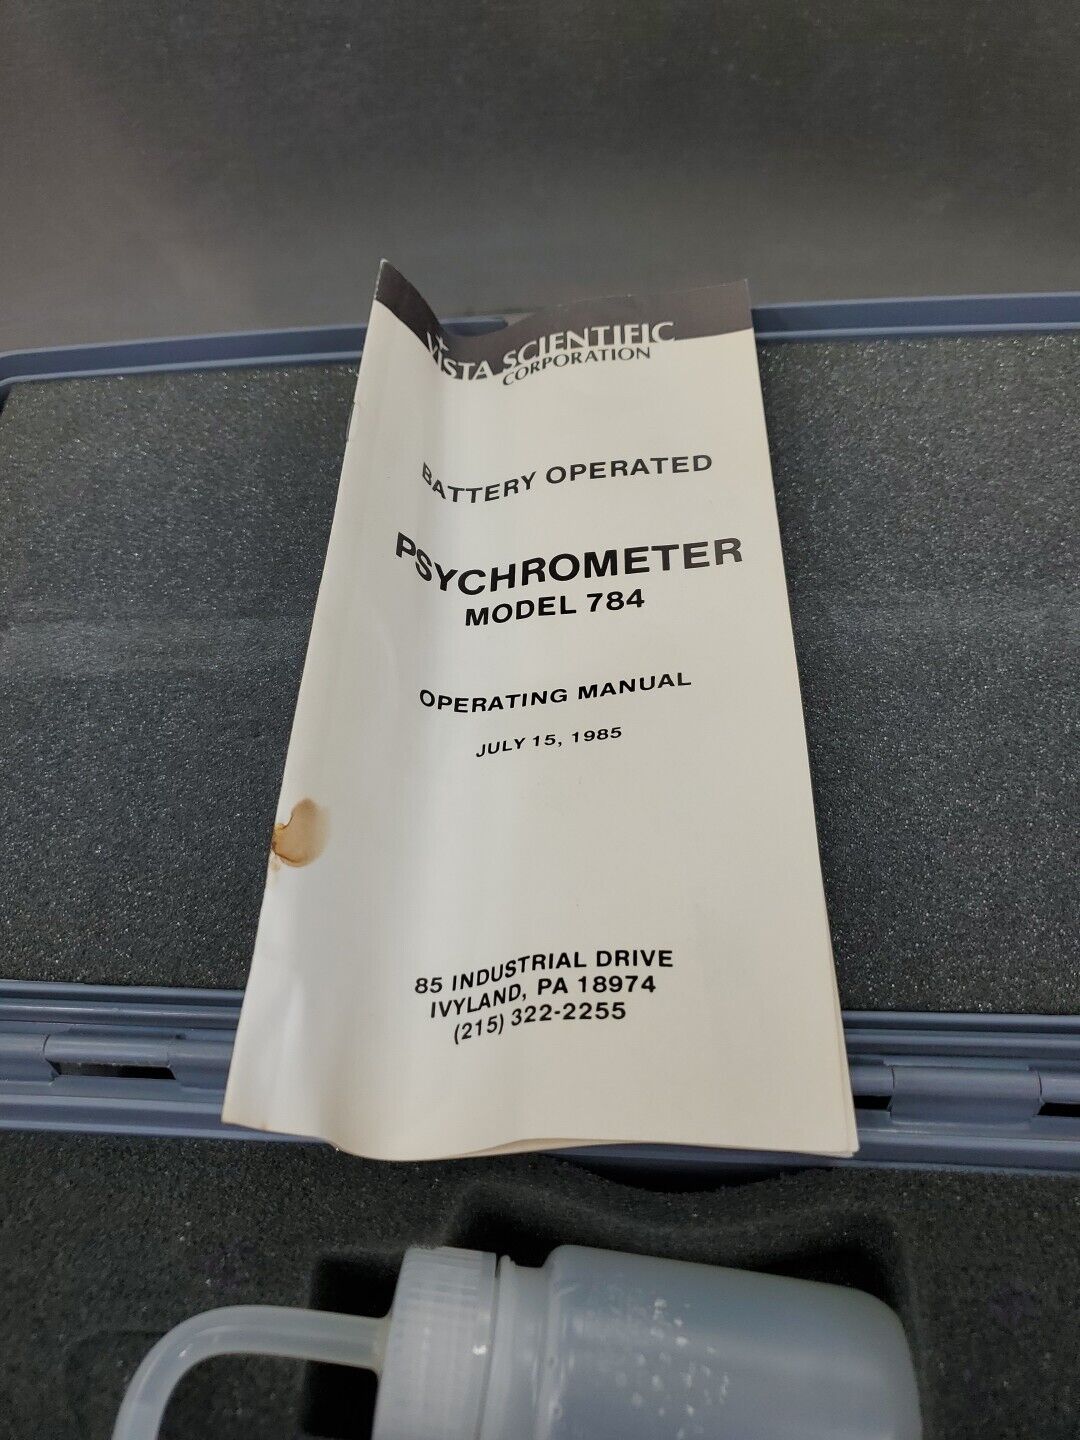 VISTA SCIENTIFIC
CORPORATION
BATTERY OPERATED
PSYCHROMETER
MODEL 784
OPERATING MANUAL
JULY 15, 1985
85 INDUSTRIAL DRIVE
IVYLAND, PA 18974
(215) 322-2255